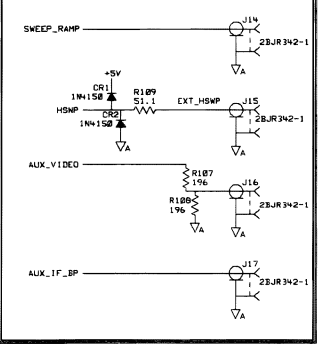 J14
SWEEP_RAMP
2BJR342-1
A
+5V
CR1
1N4150
R109
51.1
EXT_HSWP
J15
HSWP
CR2
1N4150
2BJR342-1
A
A
AUX_VIDEO
R107
196
J16
R108
196
2BJR342-1
A
A
J17
AUX_IF_BP
2BJR342-1
A